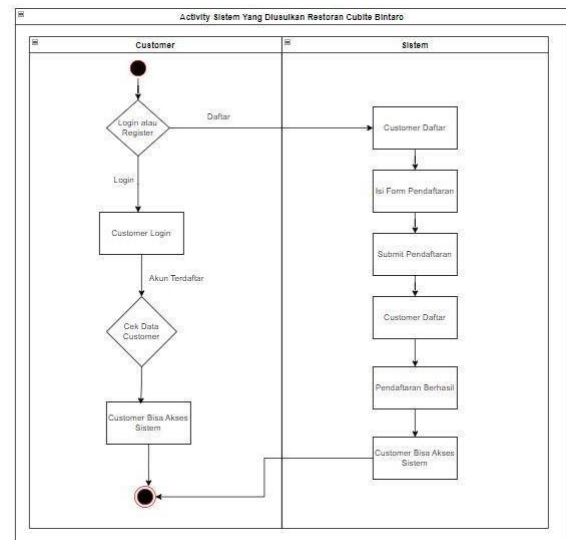 Activity Sistem Yang Diusulkan Restoran Cubite Bintaro
Customer
Sistem
Login atau
Register
Daftar
Customer Daftar
Isi Form Pendaftaran
Login
Customer Login
Submit Pendaftaran
Akun Terdaftar
Cek Data
Customer
Customer Daftar
Pendaftaran Berhasil
Customer Bisa Akses
Sistem
Customer Bisa Akses
Sistem